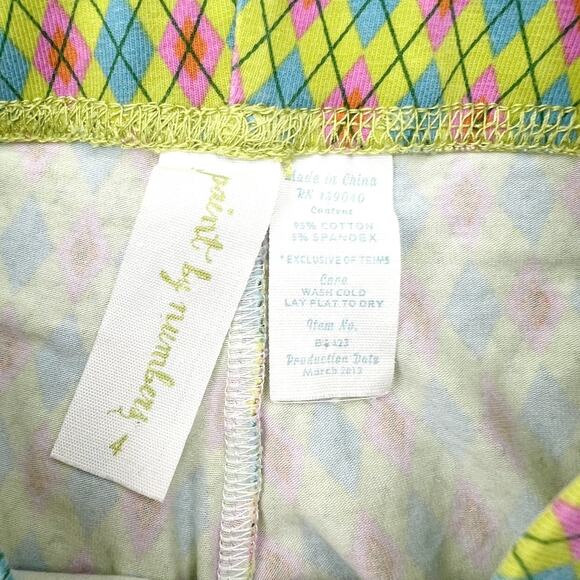 paint by numbers
4
Made in China
RN 139040
Content
95% COTTON
5% SPANDEX
*EXCLUSIVE OF TRIMS
Care
WASH COLD
LAY FLAT TO DRY
Item No.
Production Date
March 2013